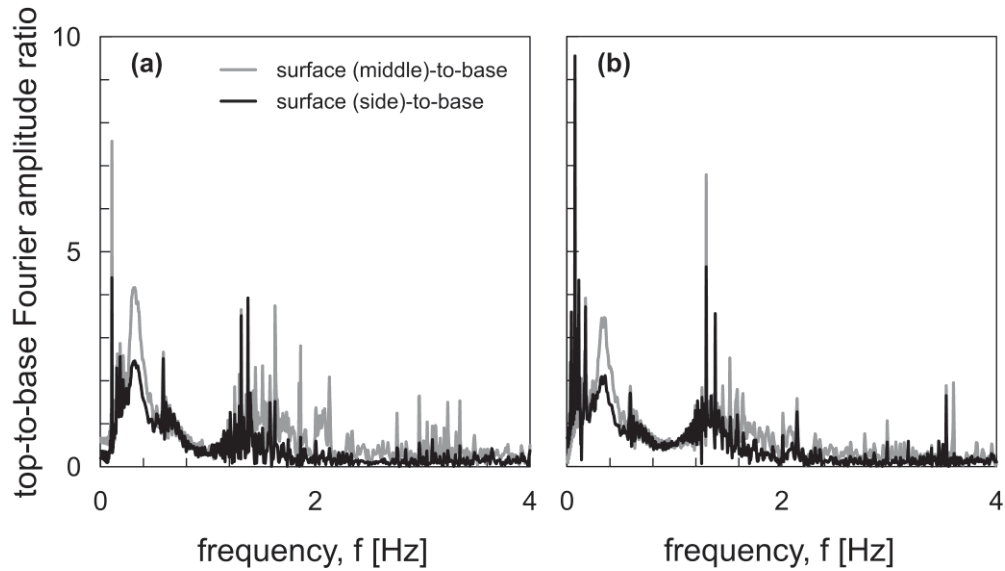 top-to-base Fourier amplitude ratio
10
5
0
(a)
surface (middle)-to-base
surface (side)-to-base
0
2
4
frequency, f [Hz]
(b)
0
2
4
frequency, f [Hz]